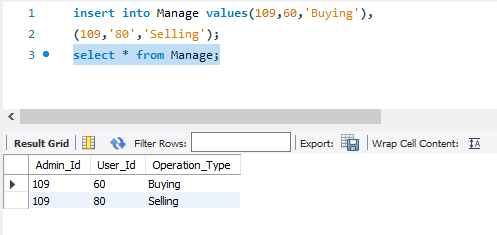 1 insert into Manage values(109,60,'Buying'),
2 (109,'80','Selling');
3 select * from Manage;
Result Grid Filter Rows: Export: Wrap Cell Content: IA
Admin_Id User_Id Operation_Type
109 60 Buying
109 80 Selling